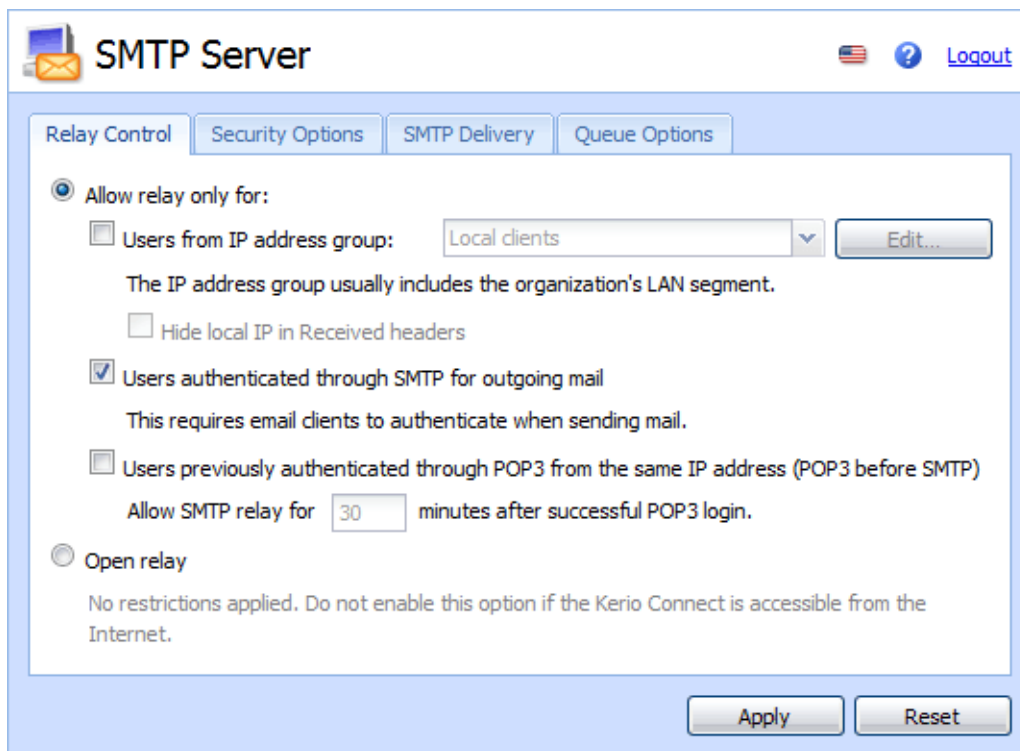 SMTP Server
Logout
Relay Control Security Options SMTP Delivery Queue Options
Allow relay only for:
Users from IP address group: Local clients Edit...
The IP address group usually includes the organization's LAN segment.
Hide local IP in Received headers
Users authenticated through SMTP for outgoing mail
This requires email clients to authenticate when sending mail.
Users previously authenticated through POP3 from the same IP address (POP3 before SMTP)
Allow SMTP relay for 30 minutes after successful POP3 login.
Open relay
No restrictions applied. Do not enable this option if the Kerio Connect is accessible from the
Internet.
Apply Reset